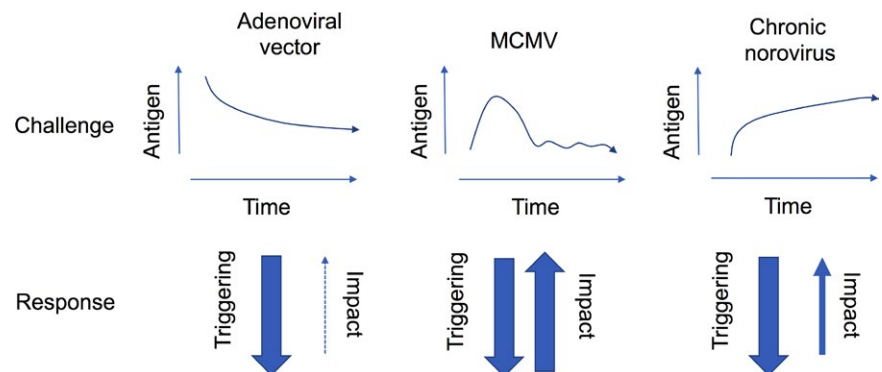 Adenoviral
vector
MCMV
Chronic
norovirus
Challenge
Antigen
Antigen
Antigen
Time
Time
Time
Response
Triggering
Impact
Triggering
Impact
Triggering
Impact